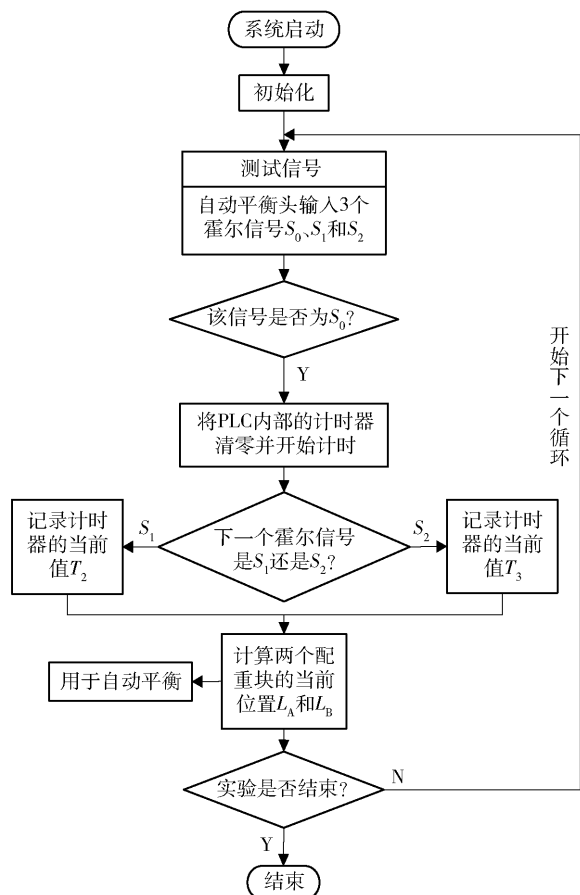 系统启动
初始化
测试信号
自动平衡头输入3个
霍尔信号S₀、S₁和S₂
该信号是否为S₀?
Y
将PLC内部的计时器
清零并开始计时
下一个霍尔信号
是S₁还是S₂?
S₁
S₂
记录计时
器的当前
值T₂
记录计时
器的当前
值T₃
计算两个配
重块的当前
位置L_A和L_B
用于自动平衡
实验是否结束?
N
Y
结束
开始下一个循环